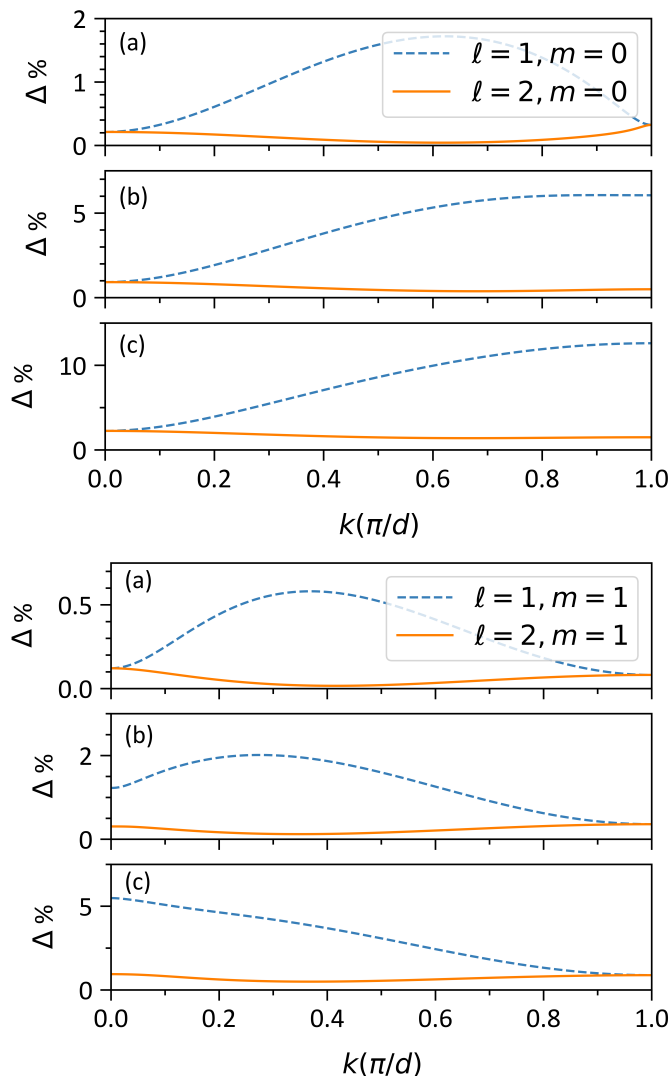 2
(a)
ℓ = 1, m = 0
Δ %
1
ℓ = 2, m = 0
0
(b)
Δ %
5
0
(c)
Δ %
10
0
0.0 0.2 0.4 0.6 0.8 1.0
k(π/d)
(a)
ℓ = 1, m = 1
Δ %
0.5
ℓ = 2, m = 1
0.0
(b)
Δ %
2
0
(c)
Δ %
5
0
0.0 0.2 0.4 0.6 0.8 1.0
k(π/d)